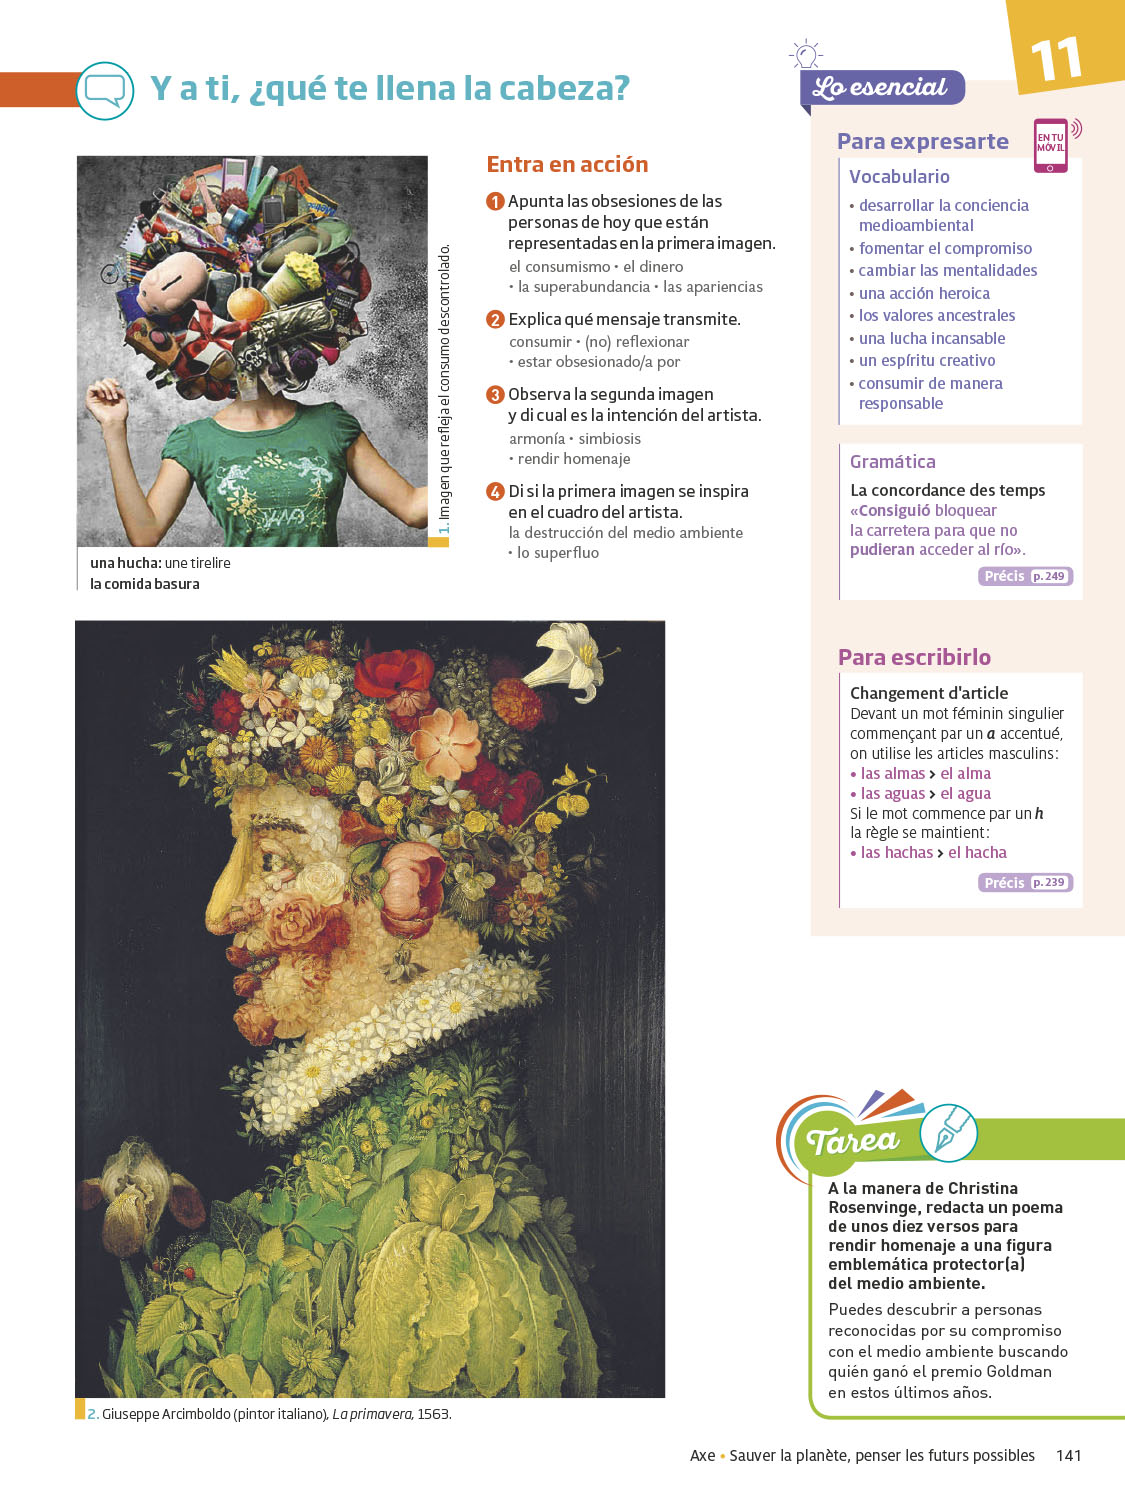 11
Y a ti, ¿qué te llena la cabeza?
1. Imagen que refleja el consumo descontrolado.
una hucha: une tirelire
la comida basura
Entra en acción
1 Apunta las obsesiones de las
personas de hoy que están
representadas en la primera imagen.
el consumismo • el dinero
• la superabundancia • las apariencias
2 Explica qué mensaje transmite.
consumir • (no) reflexionar
• estar obsesionado/a por
3 Observa la segunda imagen
y di cual es la intención del artista.
armonía • simbiosis
• rendir homenaje
4 Di si la primera imagen se inspira
en el cuadro del artista.
la destrucción del medio ambiente
• lo superfluo
2. Giuseppe Arcimboldo (pintor italiano), La primavera, 1563.
Lo esencial
Para expresarte
EN TU
MÓVIL
Vocabulario
• desarrollar la conciencia
medioambiental
• fomentar el compromiso
• cambiar las mentalidades
• una acción heroica
• los valores ancestrales
• una lucha incansable
• un espíritu creativo
• consumir de manera
responsable
Gramática
La concordance des temps
«Consiguió bloquear
la carretera para que no
pudieran acceder al río».
Précis p. 249
Para escribirlo
Changement d'article
Devant un mot féminin singulier
commençant par un a accentué,
on utilise les articles masculins :
• las almas > el alma
• las aguas > el agua
Si le mot commence par un h
la règle se maintient :
• las hachas > el hacha
Précis p. 239
Tarea
A la manera de Christina
Rosenvinge, redacta un poema
de unos diez versos para
rendir homenaje a una figura
emblemática protector(a)
del medio ambiente.
Puedes descubrir a personas
reconocidas por su compromiso
con el medio ambiente buscando
quién ganó el premio Goldman
en estos últimos años.
Axe • Sauver la planète, penser les futurs possibles 141